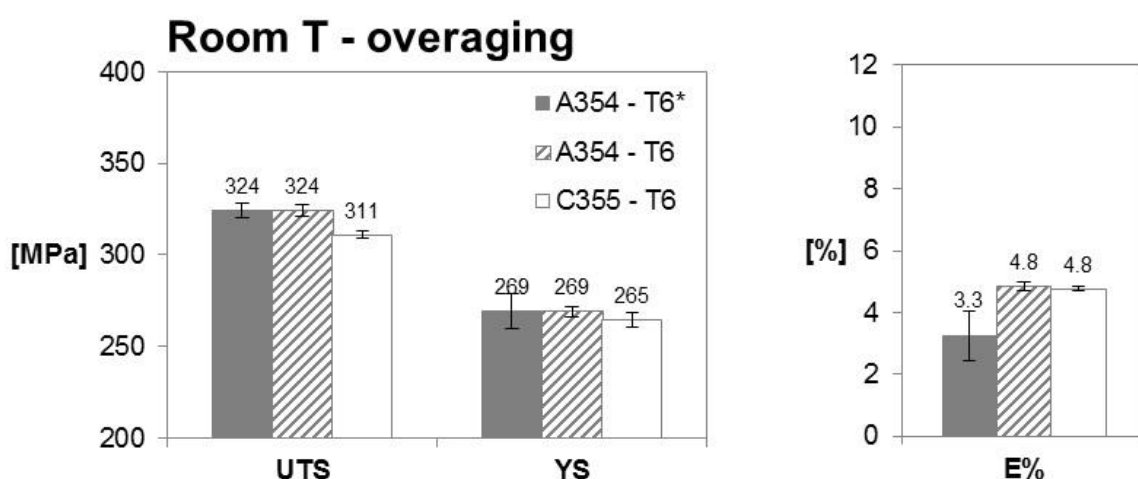 Room T - overaging
400
350
300
250
200
[MPa]
A354 - T6*
A354 - T6
C355 - T6
324
324
311
269
269
265
UTS
YS
12
10
8
6
4
2
0
[%]
3.3
4.8
4.8
E%